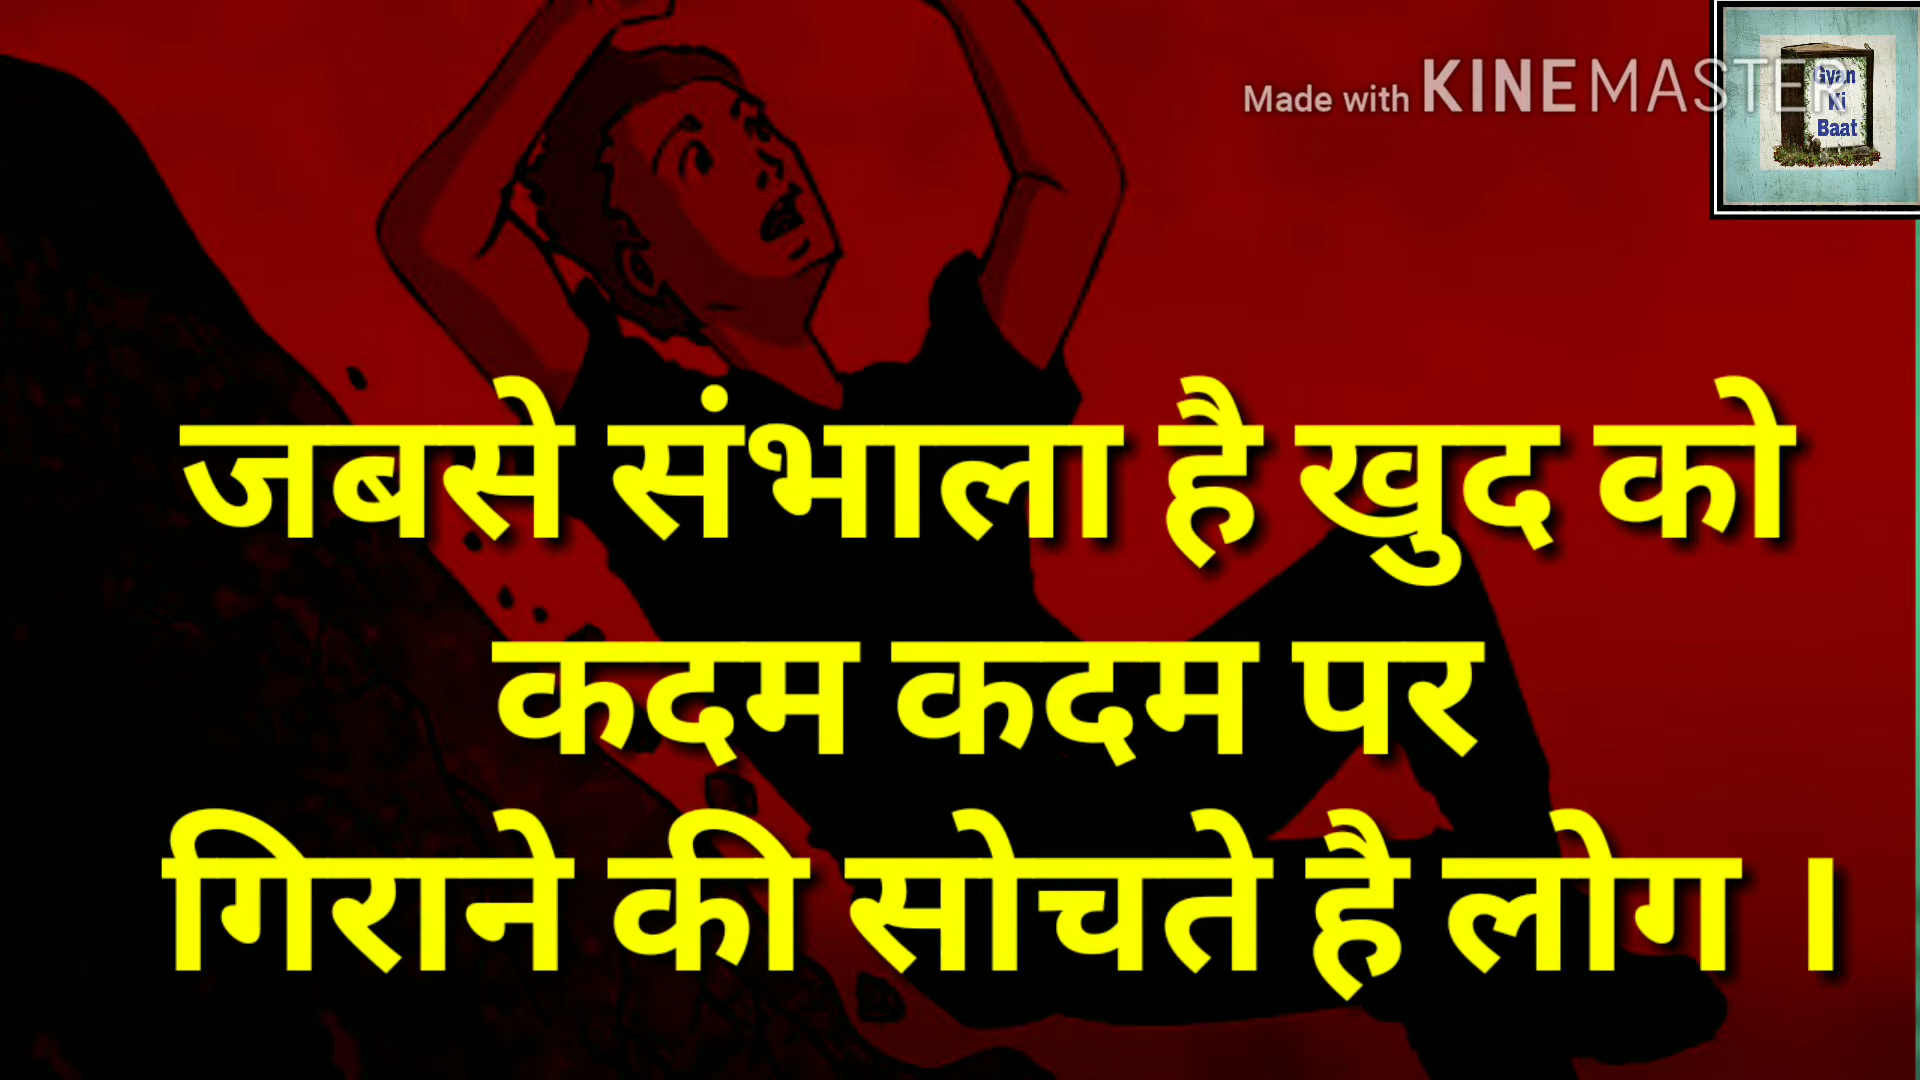 Made with KINEMASTER
Gyan
Ki
Baat
जबसे संभाला है खुद को
कदम कदम पर
गिराने की सोचते है लोग ।